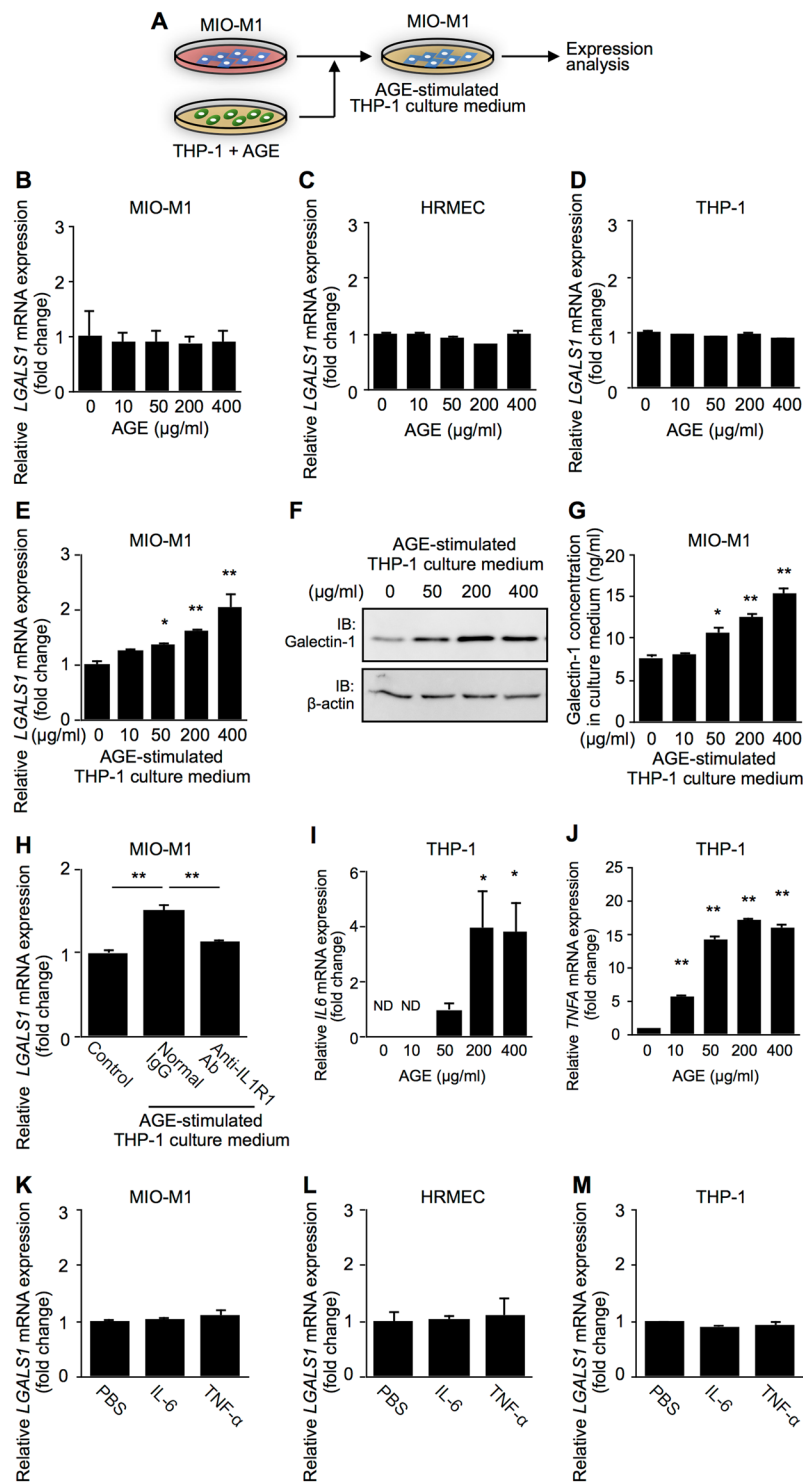 A
MIO-M1
MIO-M1
Expression
analysis
AGE-stimulated
THP-1 culture medium
THP-1 + AGE
B
MIO-M1
Relative LGALS1 mRNA expression
(fold change)
3
2
1
0
0 10 50 200 400
AGE (µg/ml)
C
HRMEC
Relative LGALS1 mRNA expression
(fold change)
3
2
1
0
0 10 50 200 400
AGE (µg/ml)
D
THP-1
Relative LGALS1 mRNA expression
(fold change)
3
2
1
0
0 10 50 200 400
AGE (µg/ml)
E
MIO-M1
Relative LGALS1 mRNA expression
(fold change)
3
2
1
0
* ** **
(µg/ml) 0 10 50 200 400
AGE-stimulated
THP-1 culture medium
F
AGE-stimulated
THP-1 culture medium
(µg/ml) 0 50 200 400
IB:
Galectin-1
IB:
β-actin
G
MIO-M1
Galectin-1 concentration
in culture medium (ng/ml)
20
15
10
5
0
* ** **
(µg/ml) 0 10 50 200 400
AGE-stimulated
THP-1 culture medium
H
MIO-M1
Relative LGALS1 mRNA expression
(fold change)
2
1
0
** **
Control
Normal
IgG
Anti-IL1R1
Ab
AGE-stimulated
THP-1 culture medium
I
THP-1
Relative IL6 mRNA expression
(fold change)
6
4
2
0
ND ND
* *
0 10 50 200 400
AGE (µg/ml)
J
THP-1
Relative TNFA mRNA expression
(fold change)
25
20
15
10
5
0
** ** ** **
0 10 50 200 400
AGE (µg/ml)
K
MIO-M1
Relative LGALS1 mRNA expression
(fold change)
3
2
1
0
PBS
IL-6
TNF-α
L
HRMEC
Relative LGALS1 mRNA expression
(fold change)
3
2
1
0
PBS
IL-6
TNF-α
M
THP-1
Relative LGALS1 mRNA expression
(fold change)
3
2
1
0
PBS
IL-6
TNF-α